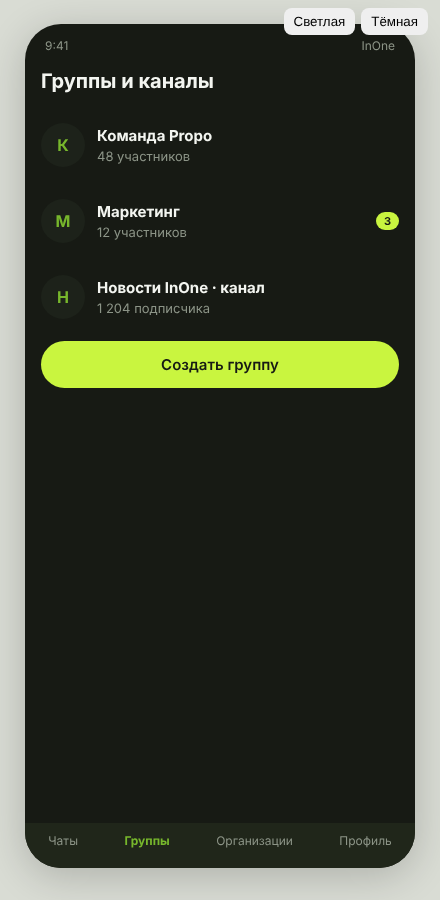 Светлая Тёмная
9:41 InOne
Группы и каналы
К Команда Propo
48 участников
М Маркетинг
12 участников 3
Н Новости InOne · канал
1 204 подписчика
Создать группу
Чаты Группы Организации Профиль